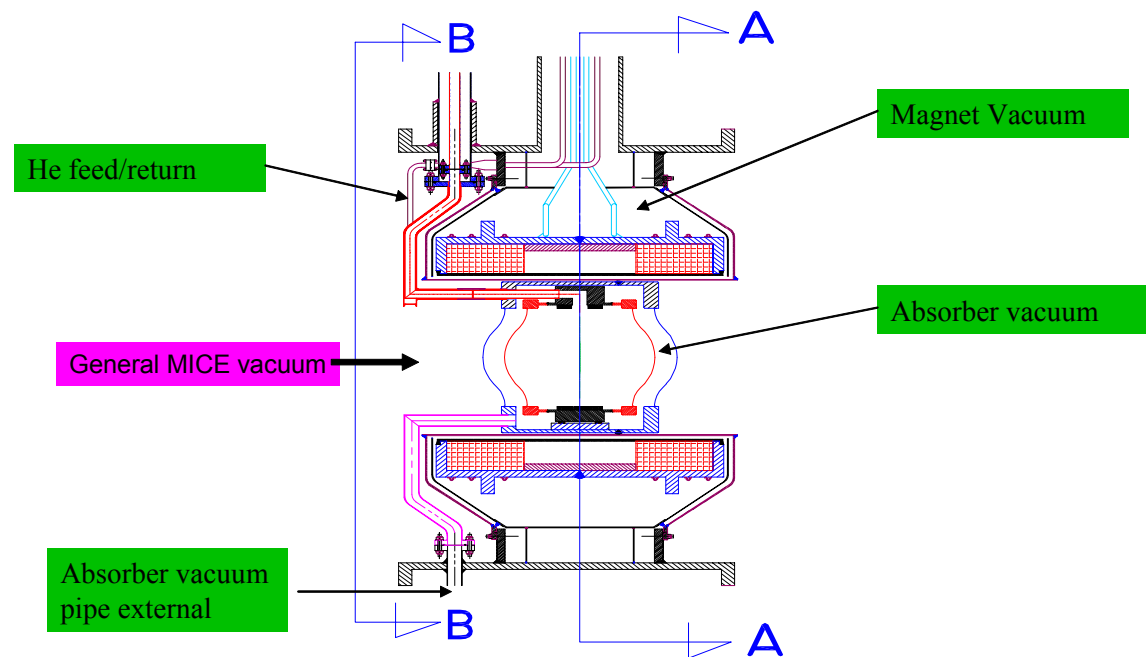 B
A
Magnet Vacuum
He feed/return
Absorber vacuum
General MICE vacuum
Absorber vacuum
pipe external
B
A